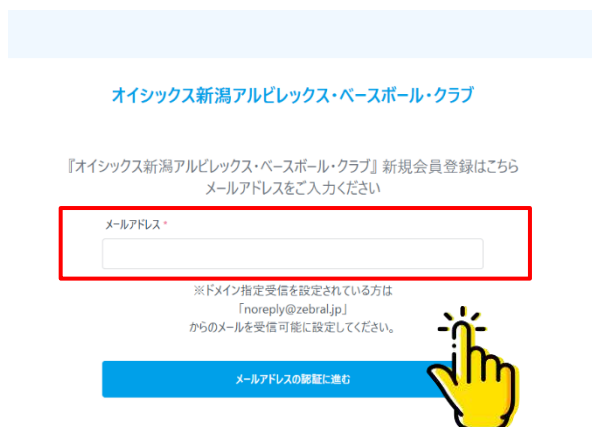 オイシックス新潟アルビレックス・ベースボール・クラブ
『オイシックス新潟アルビレックス・ベースボール・クラブ』新規会員登録はこちら
メールアドレスをご入力ください
メールアドレス *
※ドメイン指定受信を設定されている方は
「noreply@zebral.jp」
からのメールを受信可能に設定してください。
メールアドレスの認証に進む